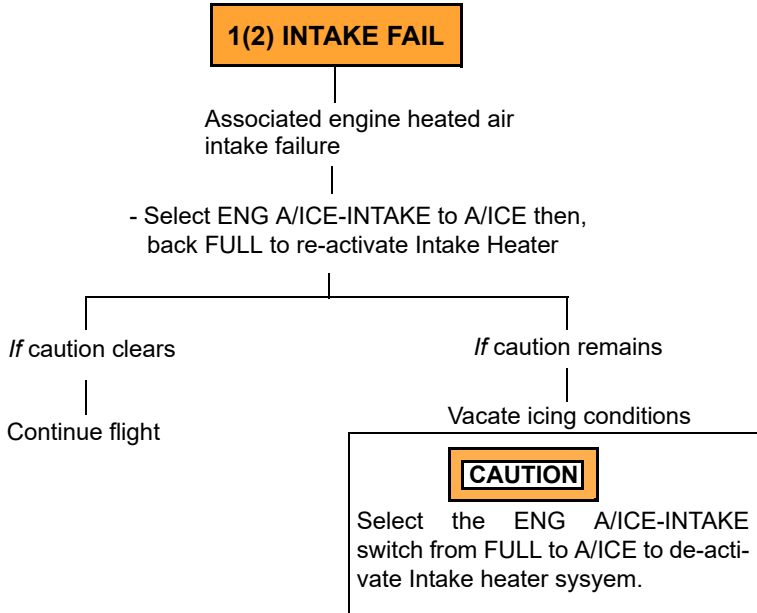 1(2) INTAKE FAIL
Associated engine heated air
intake failure
- Select ENG A/ICE-INTAKE to A/ICE then,
back FULL to re-activate Intake Heater
If caution clears
Continue flight
If caution remains
Vacate icing conditions
CAUTION
Select the ENG A/ICE-INTAKE
switch from FULL to A/ICE to de-acti-
vate Intake heater sysyem.